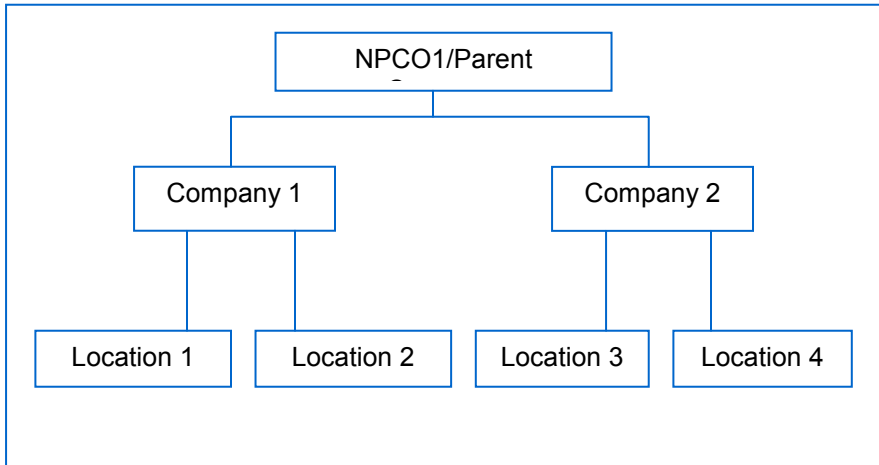 NPCO1/Parent
Company 1
Company 2
Location 1
Location 2
Location 3
Location 4